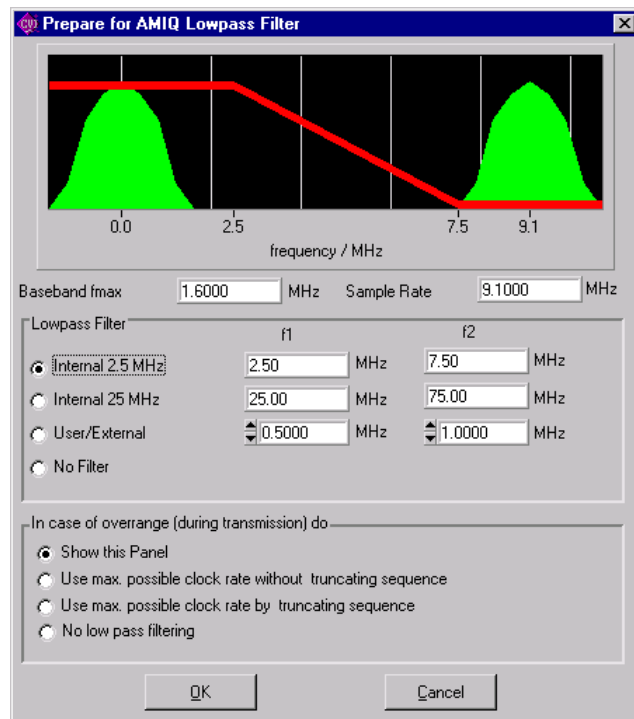 CVI Prepare for AMIQ Lowpass Filter
0.0 2.5 7.5 9.1
frequency / MHz
Baseband fmax 1.6000 MHz Sample Rate 9.1000 MHz
Lowpass Filter
f1 f2
Internal 2.5 MHz 2.50 MHz 7.50 MHz
Internal 25 MHz 25.00 MHz 75.00 MHz
User/External 0.5000 MHz 1.0000 MHz
No Filter
In case of overrange (during transmission) do
Show this Panel
Use max. possible clock rate without truncating sequence
Use max. possible clock rate by truncating sequence
No low pass filtering
OK Cancel